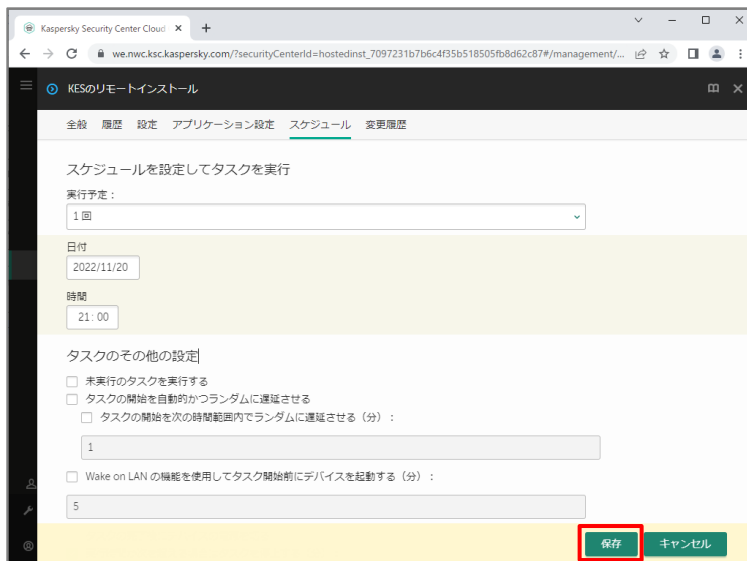 Kaspersky Security Center Cloud
we.nwc.ksc.kaspersky.com/?securityCenterId=hostedinst_7097231b7b6c4f35b518505fb8d62c87#/management/...
KESのリモートインストール
全般 履歴 設定 アプリケーション設定 スケジュール 変更履歴
スケジュールを設定してタスクを実行
実行予定：
1 回
日付
2022/11/20
時間
21: 00
タスクのその他の設定
未実行のタスクを実行する
タスクの開始を自動的かつランダムに遅延させる
タスクの開始を次の時間範囲内でランダムに遅延させる（分）：
1
Wake on LAN の機能を使用してタスク開始前にデバイスを起動する（分）：
5
保存 キャンセル